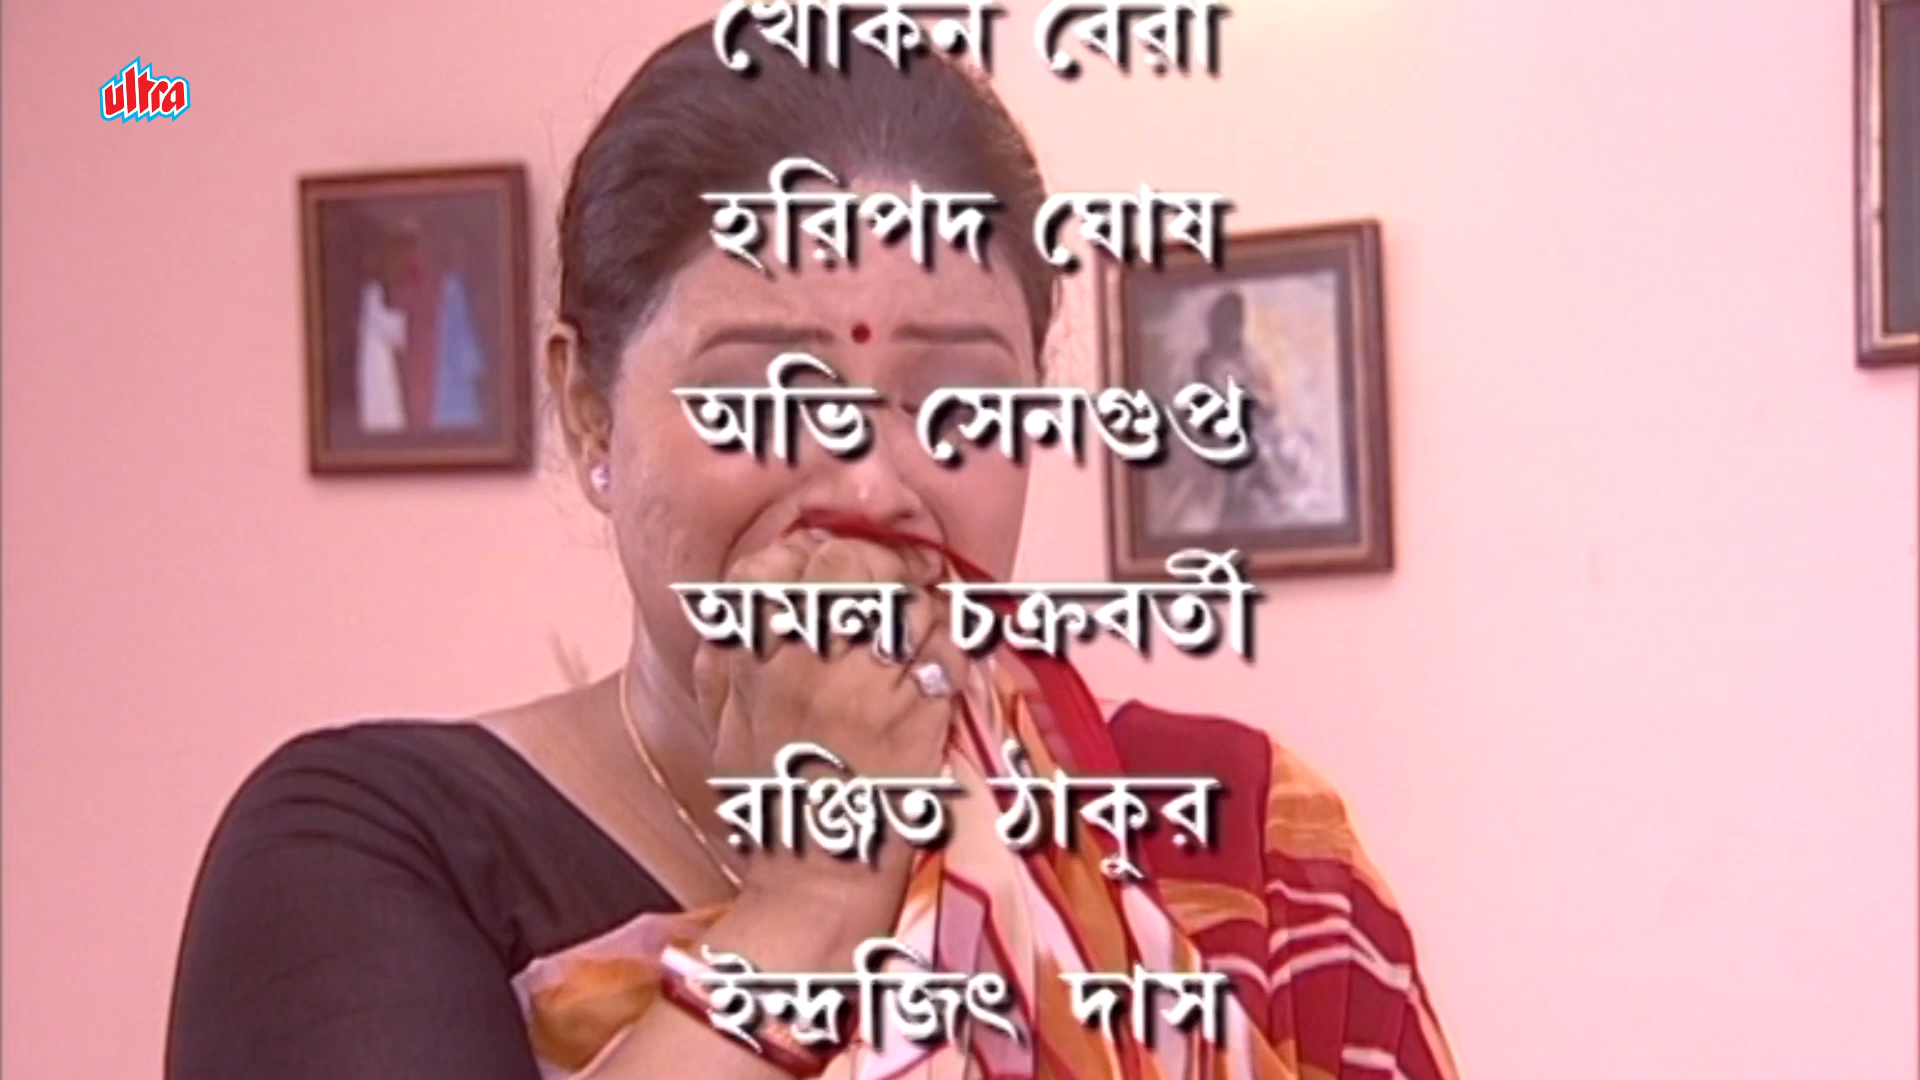 ultra
খোকন বেরা
হরিপদ ঘোষ
অভি সেনগুপ্ত
অমল চক্রবর্তী
রঞ্জিত ঠাকুর
ইন্দ্রজিৎ দাস